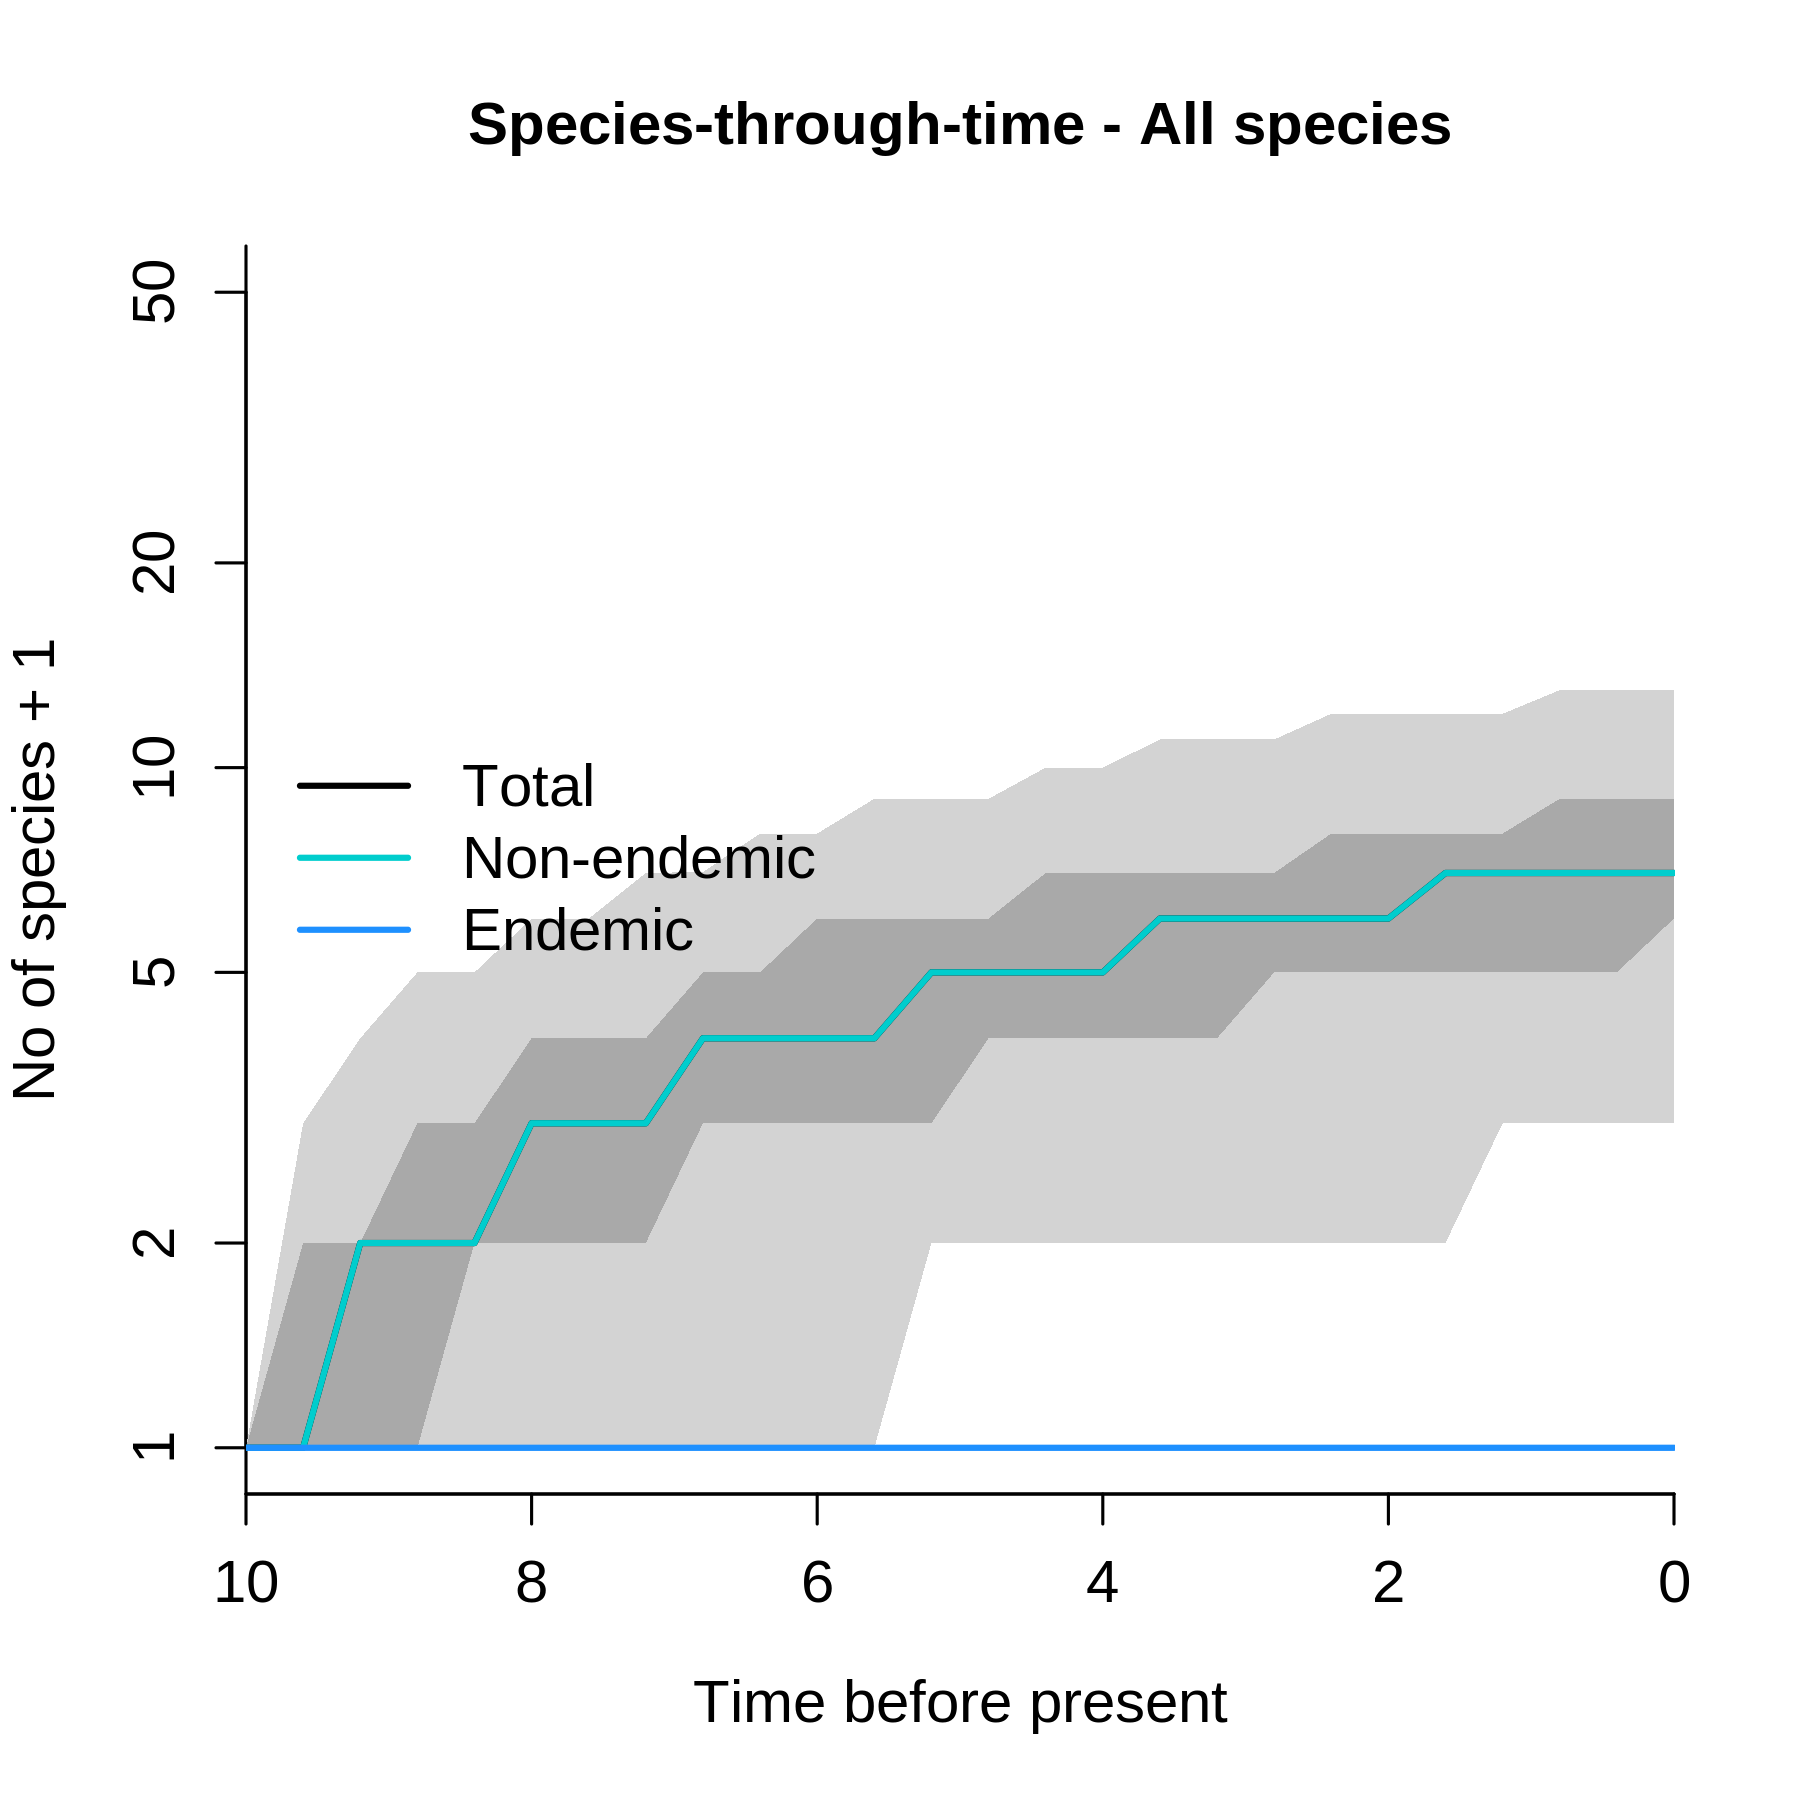 Species-through-time - All species
No of species + 1
50
20
10
5
2
1
Total
Non-endemic
Endemic
10 8 6 4 2 0
Time before present